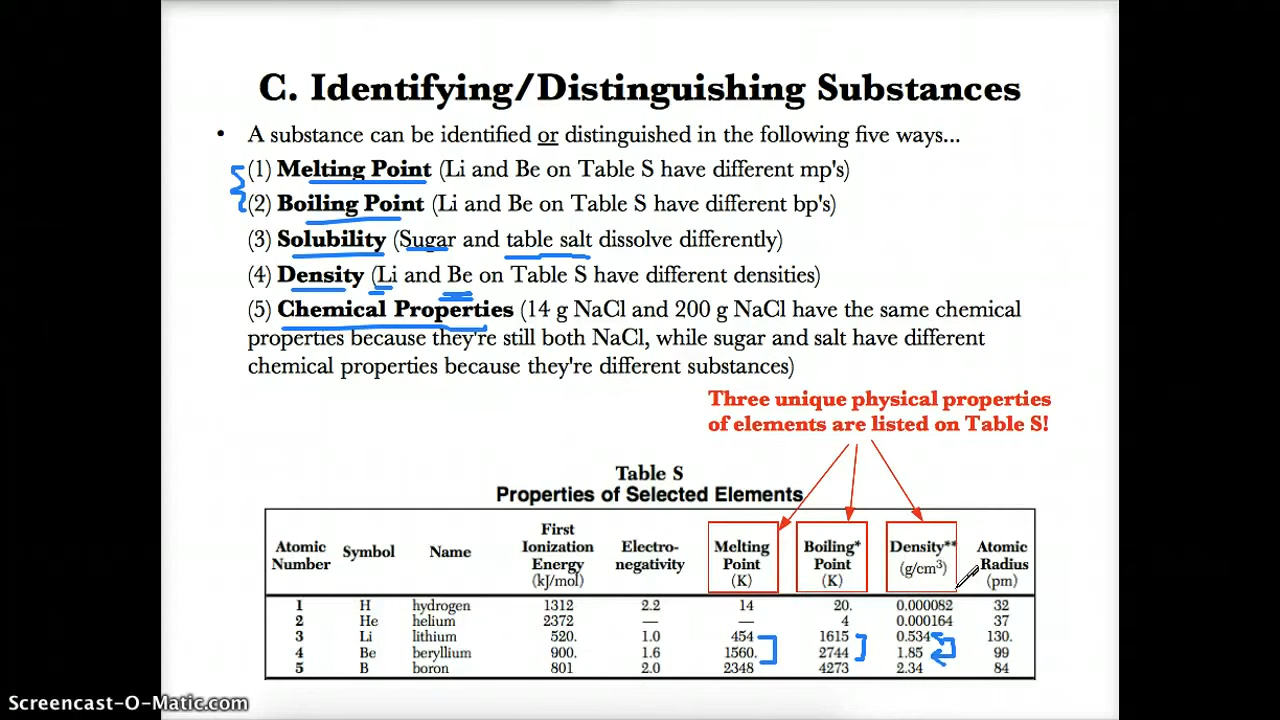 C. Identifying/Distinguishing Substances
• A substance can be identified or distinguished in the following five ways...
(1) Melting Point (Li and Be on Table S have different mp's)
(2) Boiling Point (Li and Be on Table S have different bp's)
(3) Solubility (Sugar and table salt dissolve differently)
(4) Density (Li and Be on Table S have different densities)
(5) Chemical Properties (14 g NaCl and 200 g NaCl have the same chemical
properties because they're still both NaCl, while sugar and salt have different
chemical properties because they're different substances)
Three unique physical properties
of elements are listed on Table S!
Table S
Properties of Selected Elements
Atomic Number Symbol Name First Ionization Energy (kJ/mol) Electro-negativity Melting Point (K) Boiling* Point (K) Density** (g/cm³) Atomic Radius (pm)
1 H hydrogen 1312 2.2 14 20. 0.000082 32
2 He helium 2372 — — 4 0.000164 37
3 Li lithium 520. 1.0 454 1615 0.534 130.
4 Be beryllium 900. 1.6 1560. 2744 1.85 99
5 B boron 801 2.0 2348 4273 2.34 84
Screencast-O-Matic.com